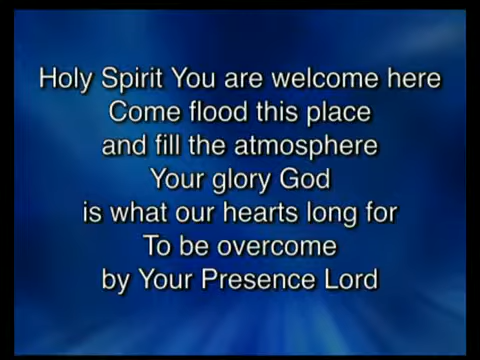 Holy Spirit You are welcome here
Come flood this place
and fill the atmosphere
Your glory God
is what our hearts long for
To be overcome
by Your Presence Lord